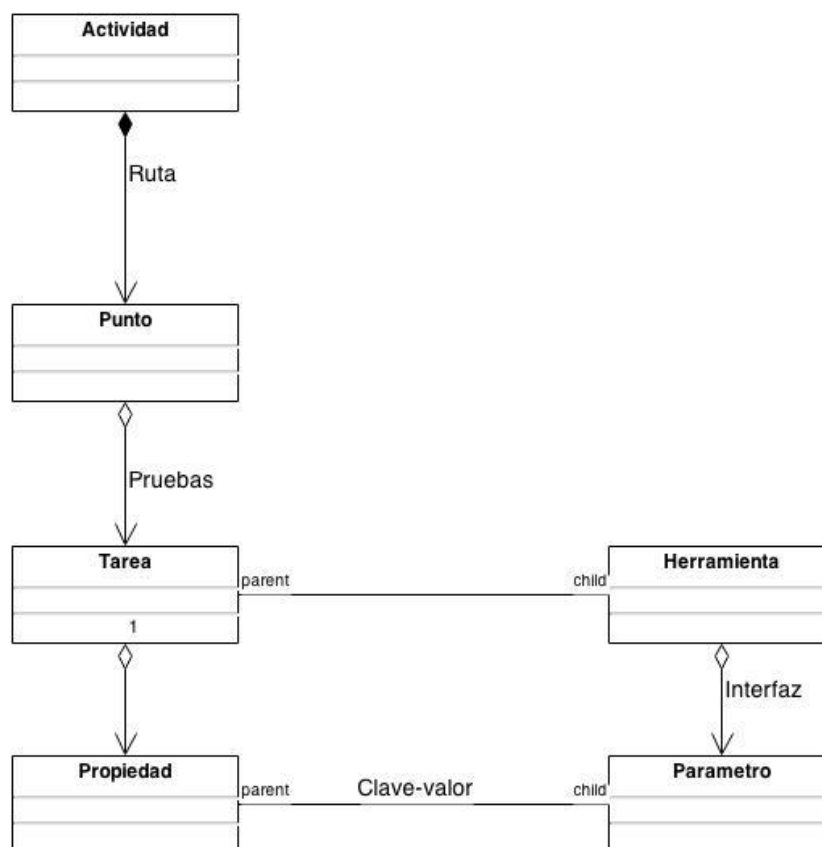 Actividad
Ruta
Punto
Pruebas
Tarea
Herramienta
parent
child
1
Interfaz
Propiedad
Parametro
parent
Clave-valor
child